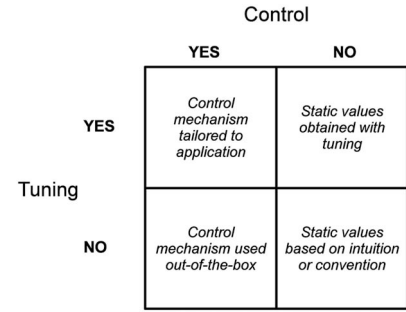 Control
YES
NO
YES
Control
mechanism
tailored to
application
Static values
obtained with
tuning
Tuning
NO
Control
mechanism used
out-of-the-box
Static values
based on intuition
or convention